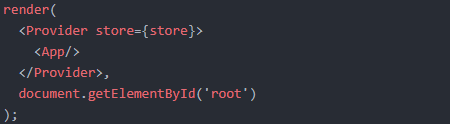 render(
  <Provider store={store}>
    <App/>
  </Provider>,
  document.getElementById('root')
);